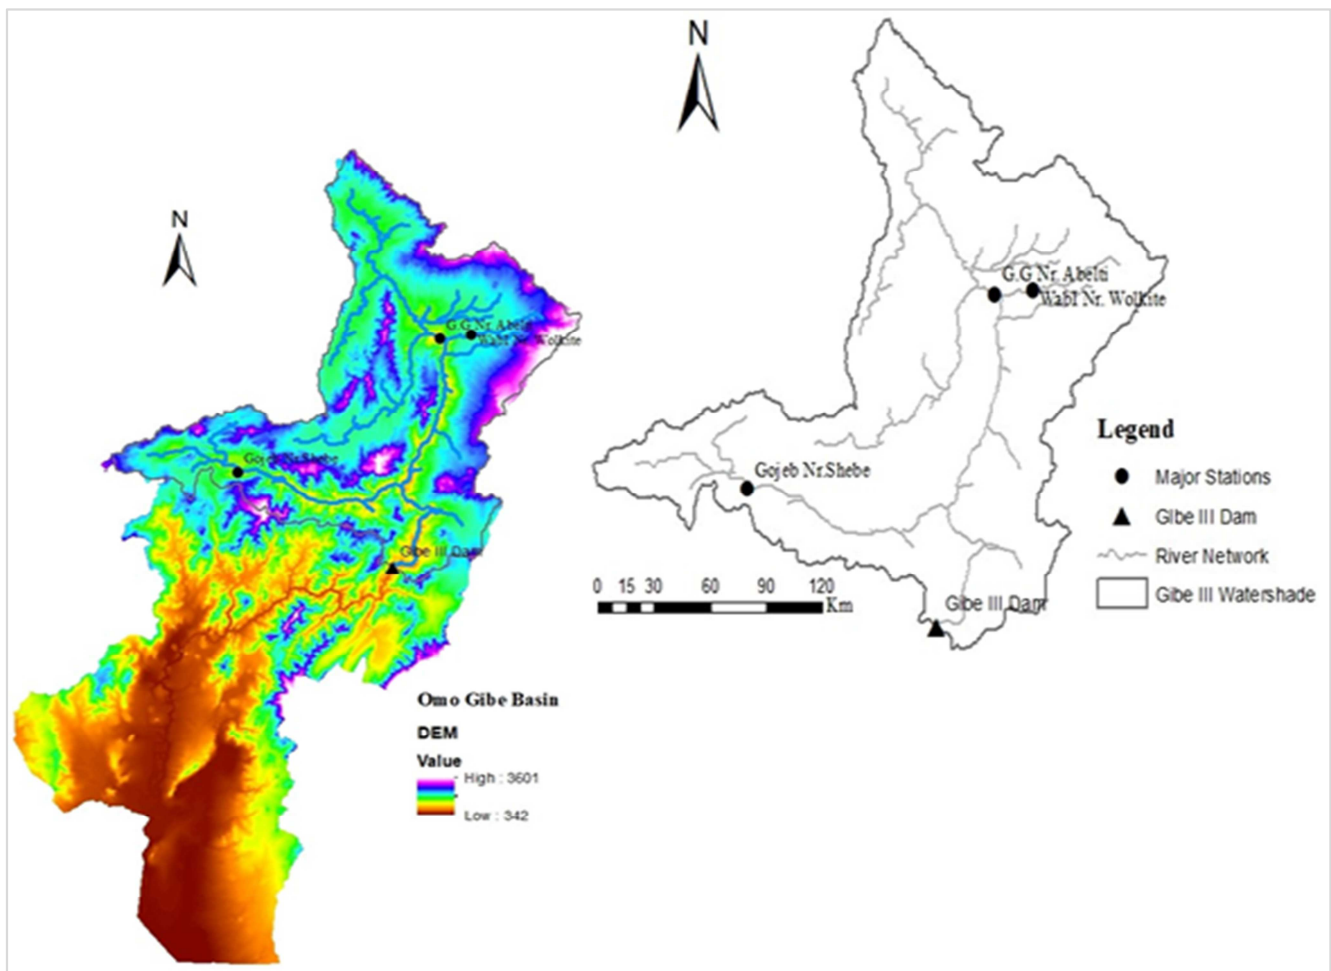 N
G.G Nr. Abelti
Wabl Nr. Wolkite
Gojeb Nr.Shebe
Gibe III Dam
Omo Gibe Basin
DEM
Value
High : 3601
Low : 342
N
G.G Nr. Abelti
Wabl Nr. Wolkite
Gojeb Nr.Shebe
0 15 30 60 90 120
Km
Gibe III Dam
Legend
Major Stations
Gibe III Dam
River Network
Gibe III Watershade